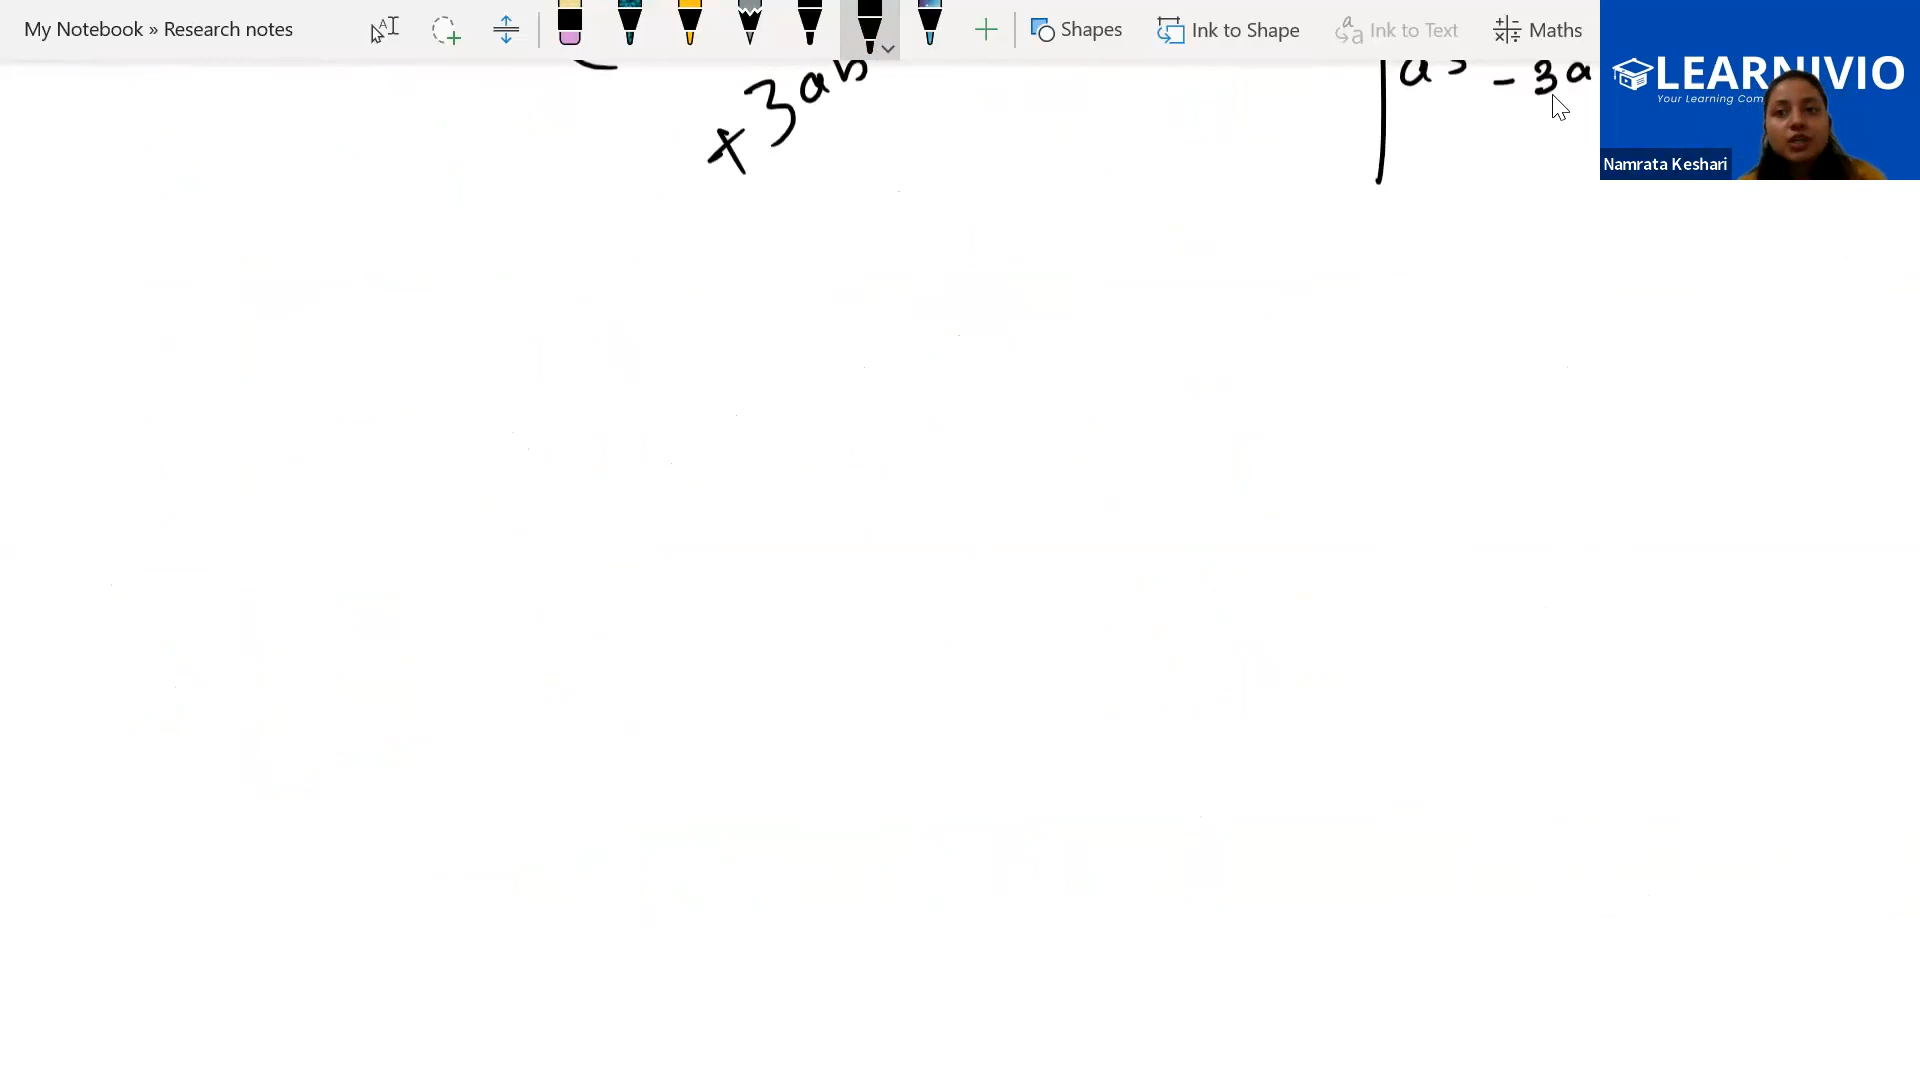 My Notebook » Research notes
Shapes
Ink to Shape
Ink to Text
Maths
LEARNIVIO
Your Learning Com
Namrata Keshari
+3ab
a³ - 3a